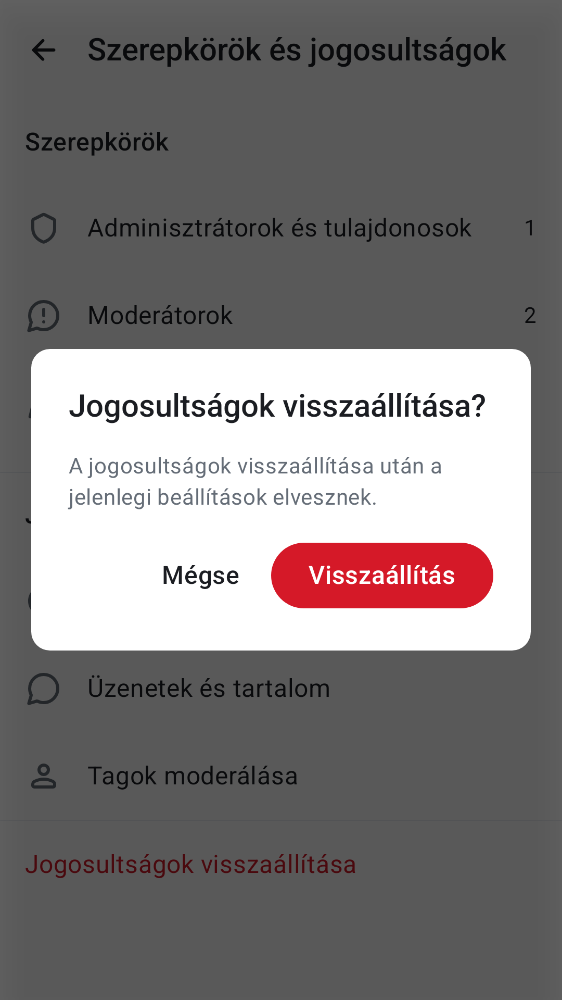 Szerepkörök és jogosultságok
Szerepkörök
Adminisztrátorok és tulajdonosok 1
Moderátorok 2
Jogosultságok visszaállítása?
A jogosultságok visszaállítása után a
jelenlegi beállítások elvesznek.
Mégse Visszaállítás
Üzenetek és tartalom
Tagok moderálása
Jogosultságok visszaállítása